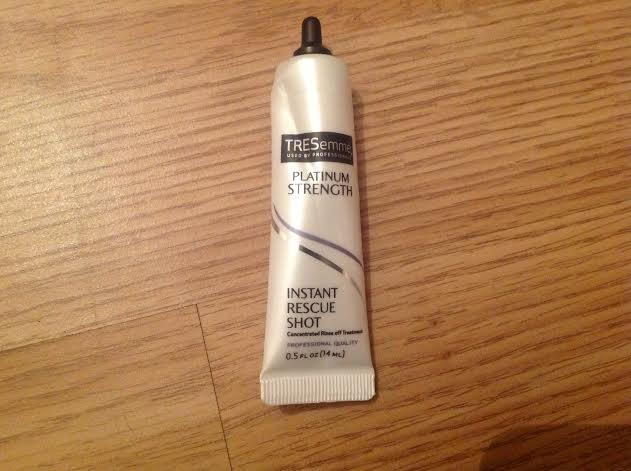 TRESemmé
USED BY PROFESSIONALS
PLATINUM
STRENGTH
INSTANT
RESCUE
SHOT
Concentrated Rinse off Treatment
PROFESSIONAL QUALITY
0.5 FL OZ (14 ML)